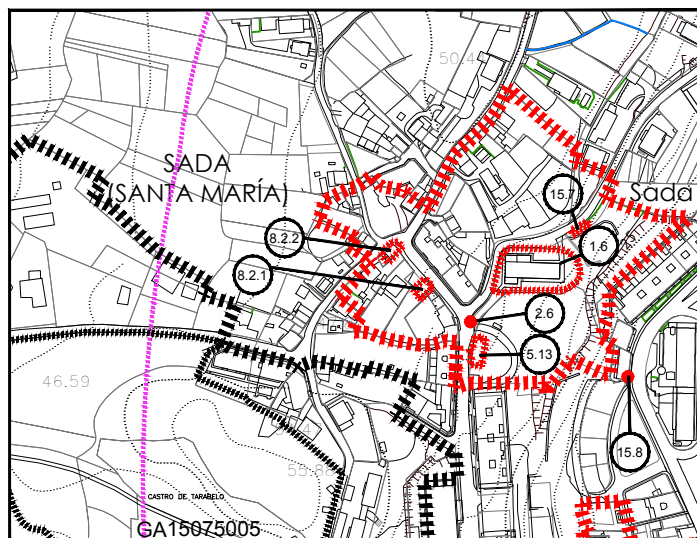 50.44
SADA
(SANTA MARÍA)
Sada
15.7
8.2.2
1.6
8.2.1
2.6
5.13
46.59
15.8
CASTRO DE TARABELO
GA15075005